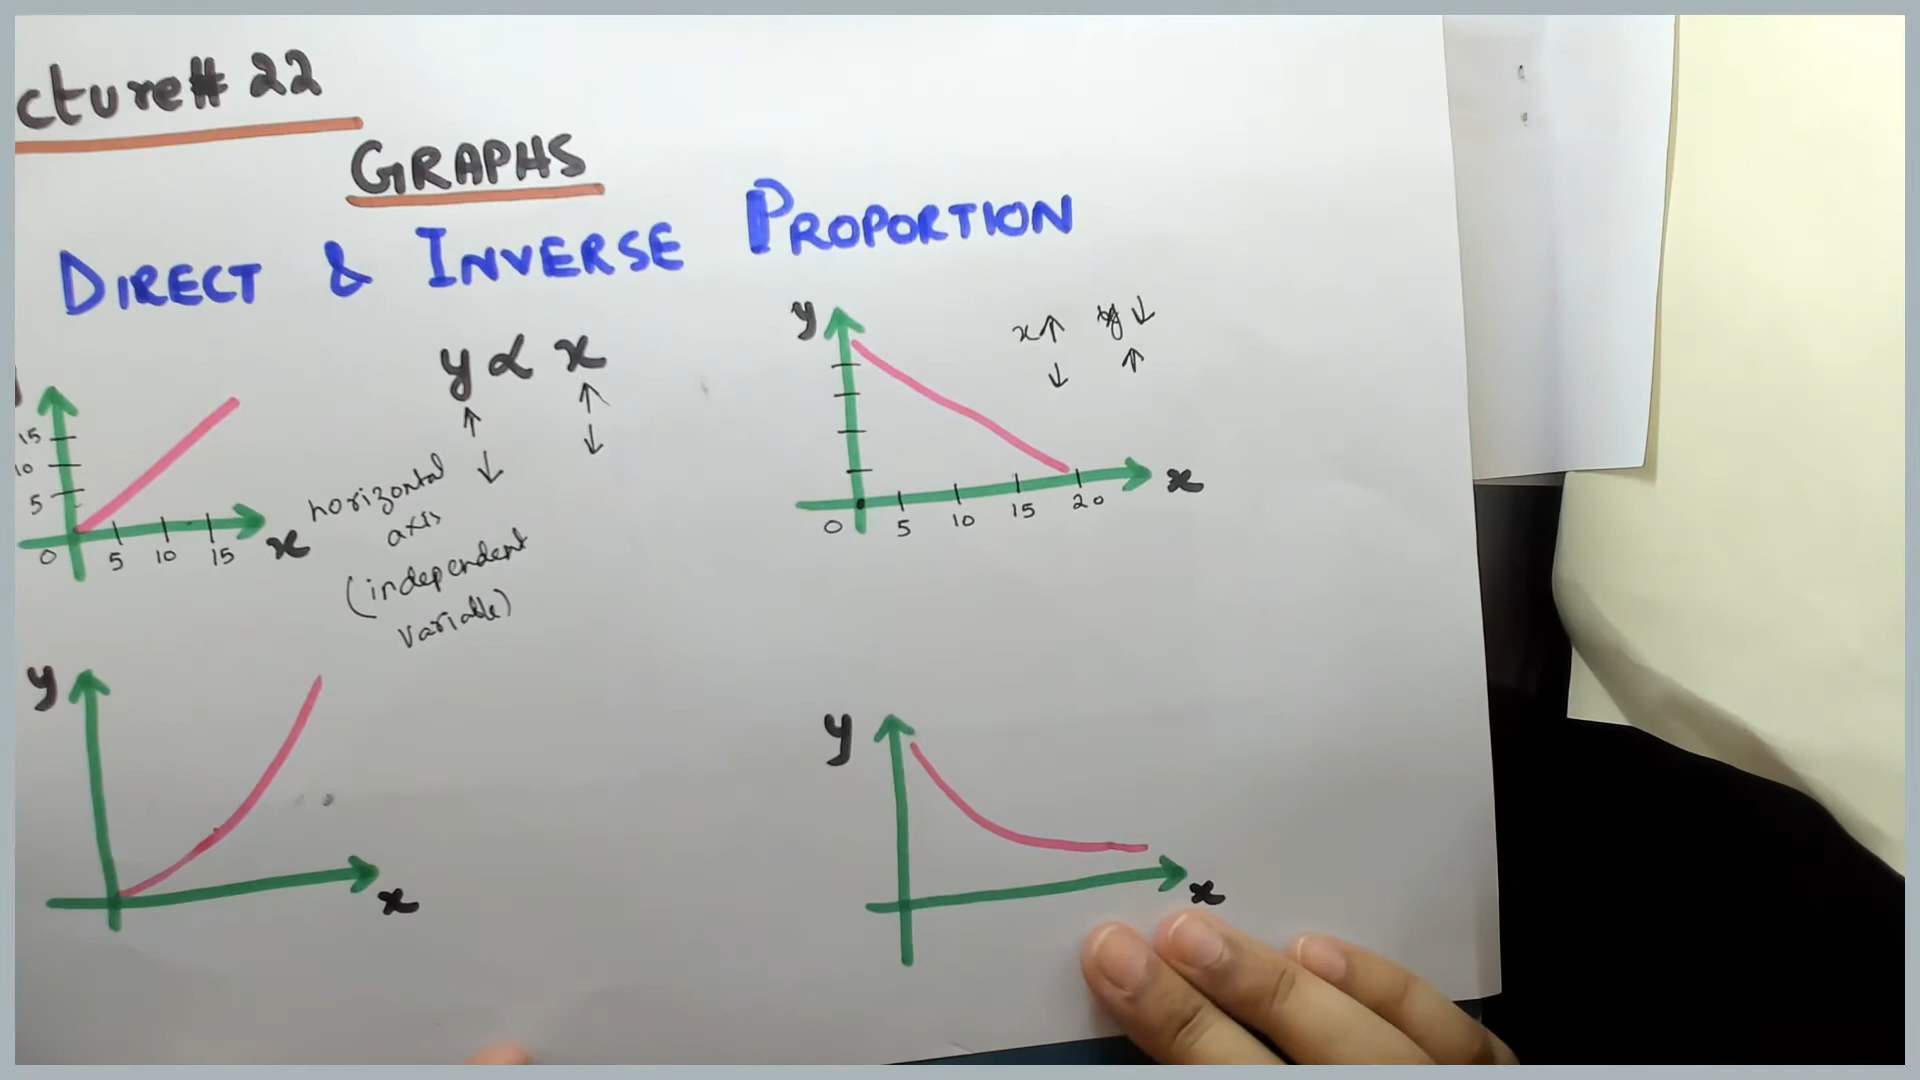 cture# 22
GRAPHS
DIRECT & INVERSE PROPORTION
y ∝ x
↑ ↑
↓ ↓
15
10
5
0 5 10 15 x
horizontal
axis
(independent
variable)
y
x↑ y↓
↓ ↑
0 5 10 15 20 x
y
x
y
x